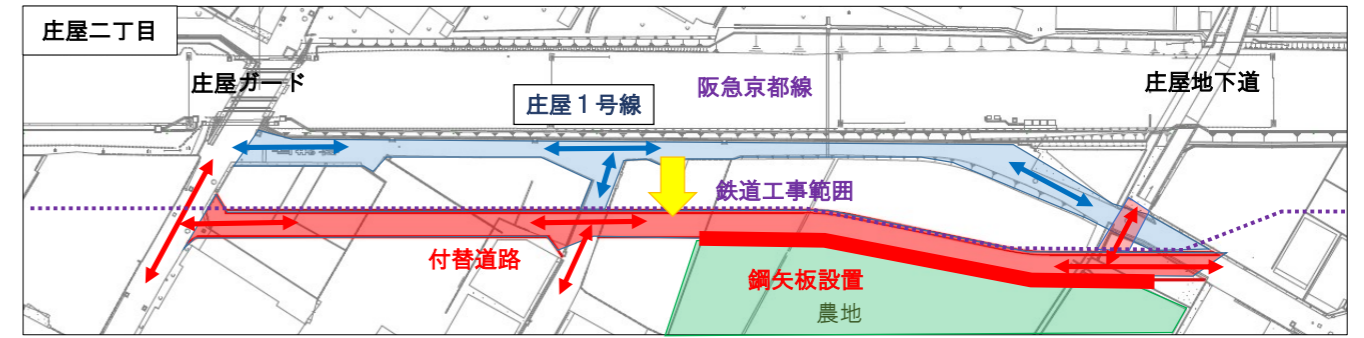 庄屋二丁目
庄屋ガード
阪急京都線
庄屋地下道
庄屋１号線
鉄道工事範囲
付替道路
鋼矢板設置
農地